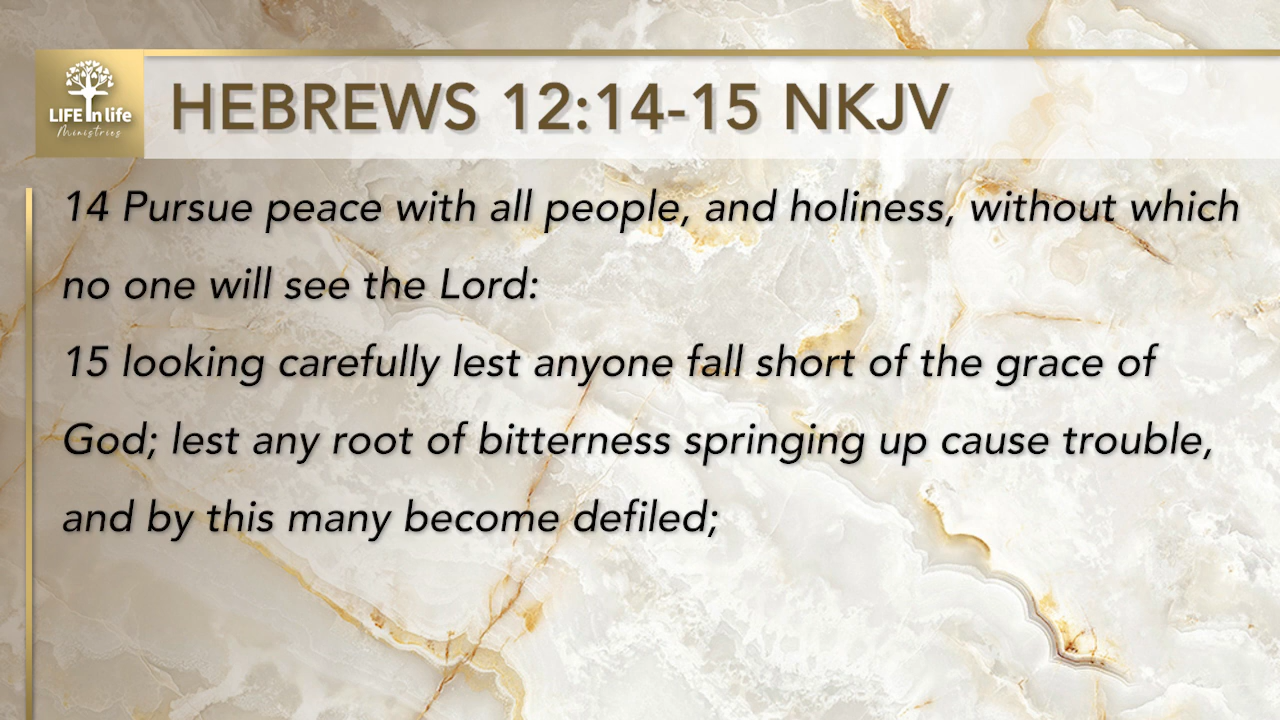 LIFE in life
Ministries
HEBREWS 12:14-15 NKJV
14 Pursue peace with all people, and holiness, without which
no one will see the Lord:
15 looking carefully lest anyone fall short of the grace of
God; lest any root of bitterness springing up cause trouble,
and by this many become defiled;